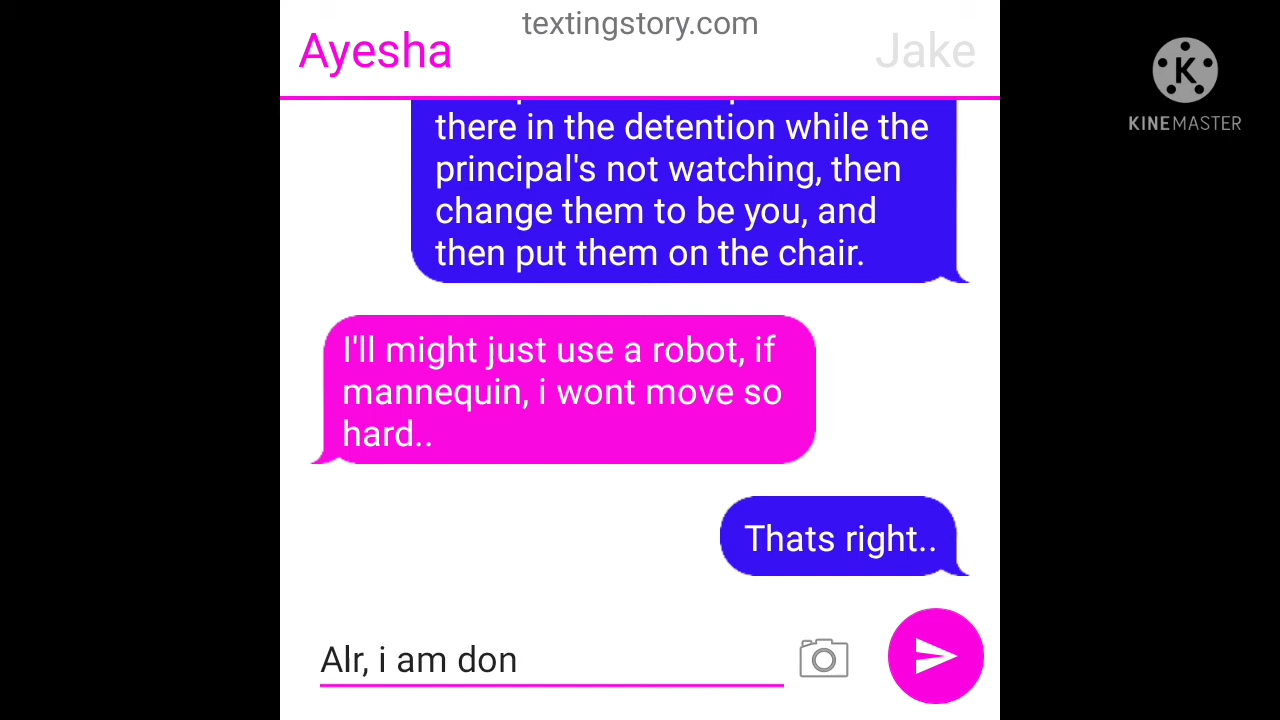 textingstory.com
Ayesha
Jake
there in the detention while the
principal's not watching, then
change them to be you, and
then put them on the chair.
I'll might just use a robot, if
mannequin, i wont move so
hard..
Thats right..
Alr, i am don
K
KINEMASTER